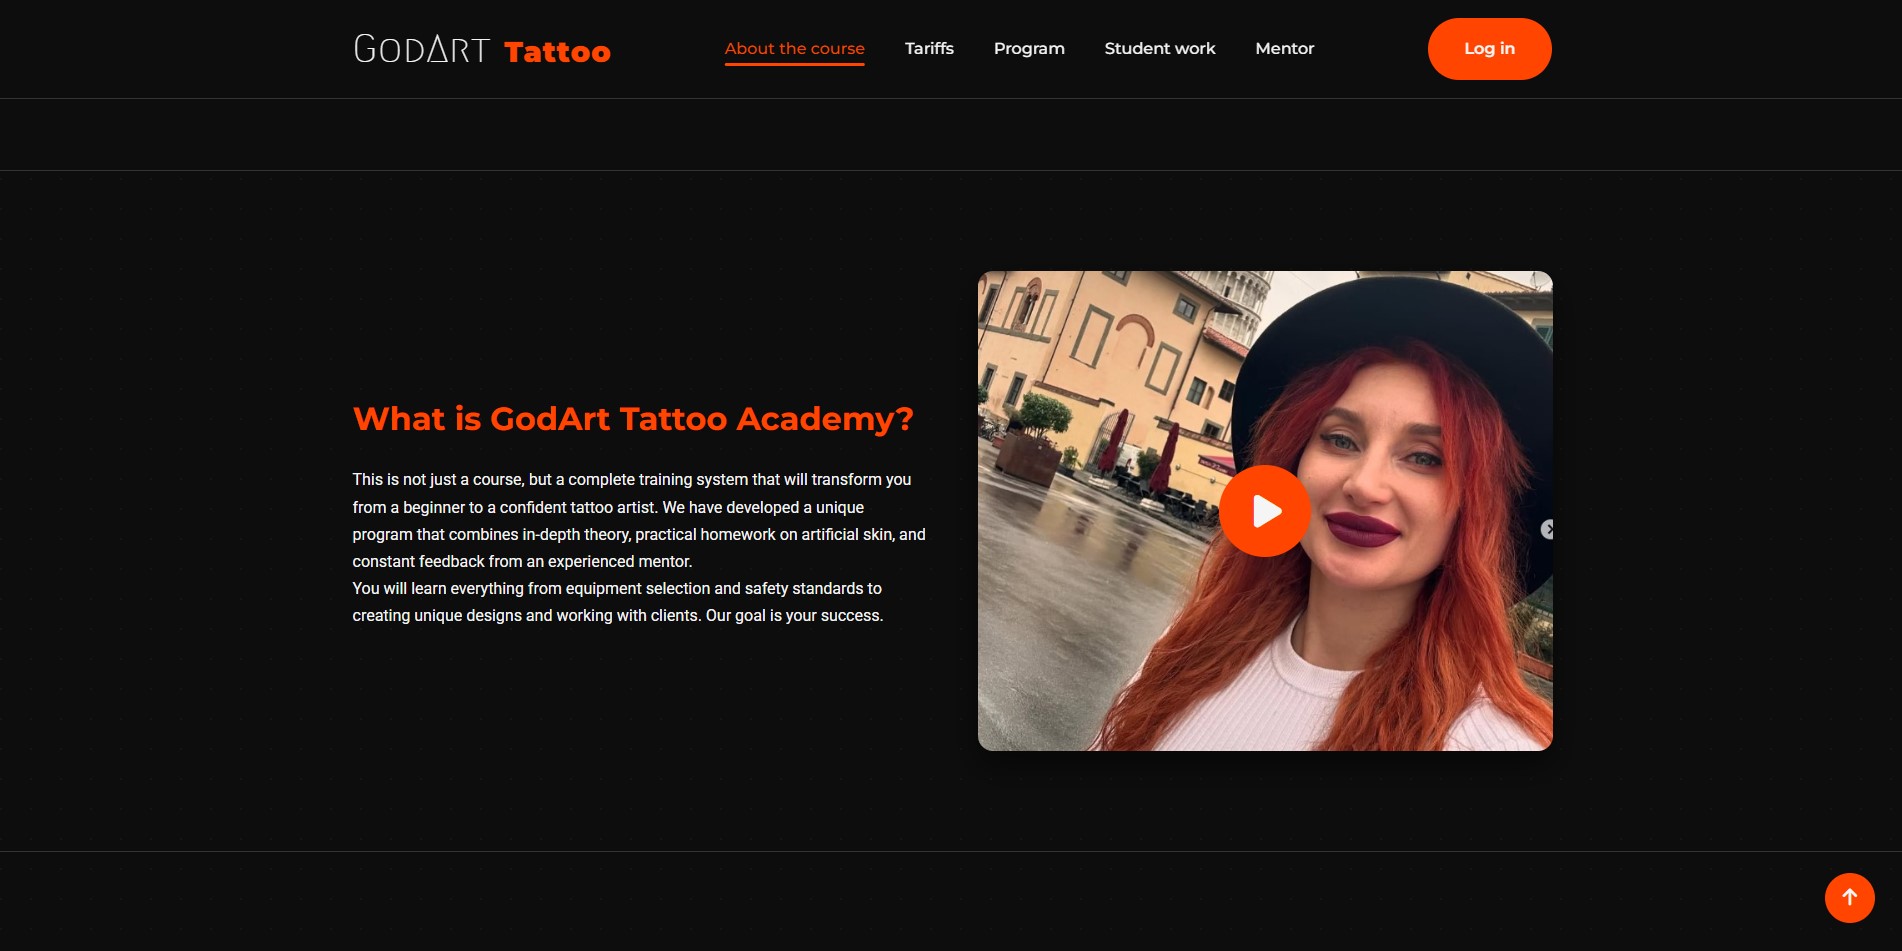 GODART Tattoo
About the course
Tariffs
Program
Student work
Mentor
Log in
What is GodArt Tattoo Academy?
This is not just a course, but a complete training system that will transform you
from a beginner to a confident tattoo artist. We have developed a unique
program that combines in-depth theory, practical homework on artificial skin, and
constant feedback from an experienced mentor.
You will learn everything from equipment selection and safety standards to
creating unique designs and working with clients. Our goal is your success.